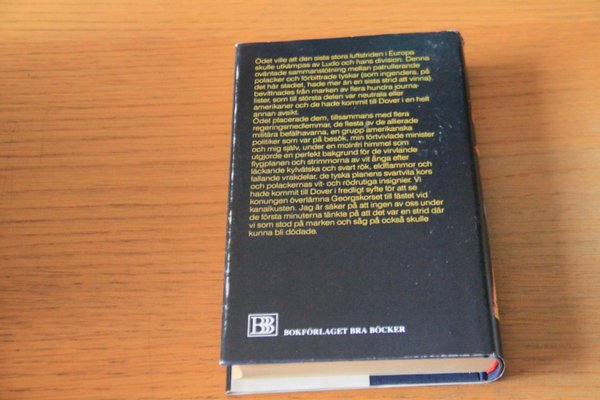 Ödet ville att den sista stora luftstriden i Europa
skulle utkämpas av Ludo och hans division. Denna
oväntade sammanstötning mellan patrullerande
polacker och förbittrade tyskar (som ingendera, på
det här stadiet, hade mer än en sista strid att vinna),
bevittnades från marken av flera hundra journa-
lister, som till största delen var neutrala eller
amerikaner och de hade kommit till Dover i en helt
annan avsikt.
Ödet placerade dem, tillsammans med flera
regeringsmedlemmar, de flesta av de allierade
militära befälhavarna, en grupp amerikanska
politiker som var på besök, min förtvivlade minister
och mig själv, under en molnfri himmel som
utgjorde en perfekt bakgrund för de virvlande
flygplanen och strimmorna av vit ånga efter
läckande kylvätska och svart rök, eldflammor och
fallande vrakdelar, de tyska planens svartvita kors
och polackernas vit- och rödrutiga insignier. Vi
hade kommit till Dover i fredligt syfte för att se
konungen överlämna Georgskorset till fästet vid
kanalkusten. Jag är säker på att ingen av oss under
de första minuterna tänkte på att det var en strid där
vi som stod på marken och såg på också skulle
kunna bli dödade.
BB BOKFÖRLAGET BRA BÖCKER